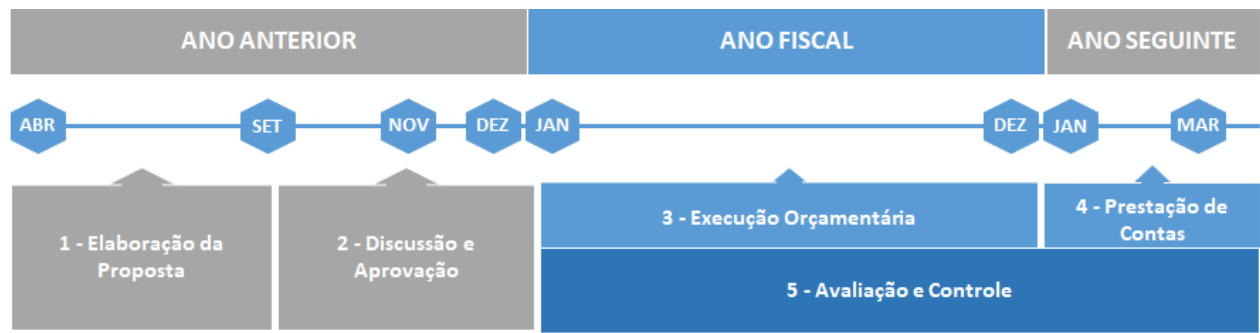 ANO ANTERIOR
ANO FISCAL
ANO SEGUINTE
ABR
SET
NOV
DEZ
JAN
DEZ
JAN
MAR
1 - Elaboração da
Proposta
2 - Discussão e
Aprovação
3 - Execução Orçamentária
4 - Prestação de
Contas
5 - Avaliação e Controle